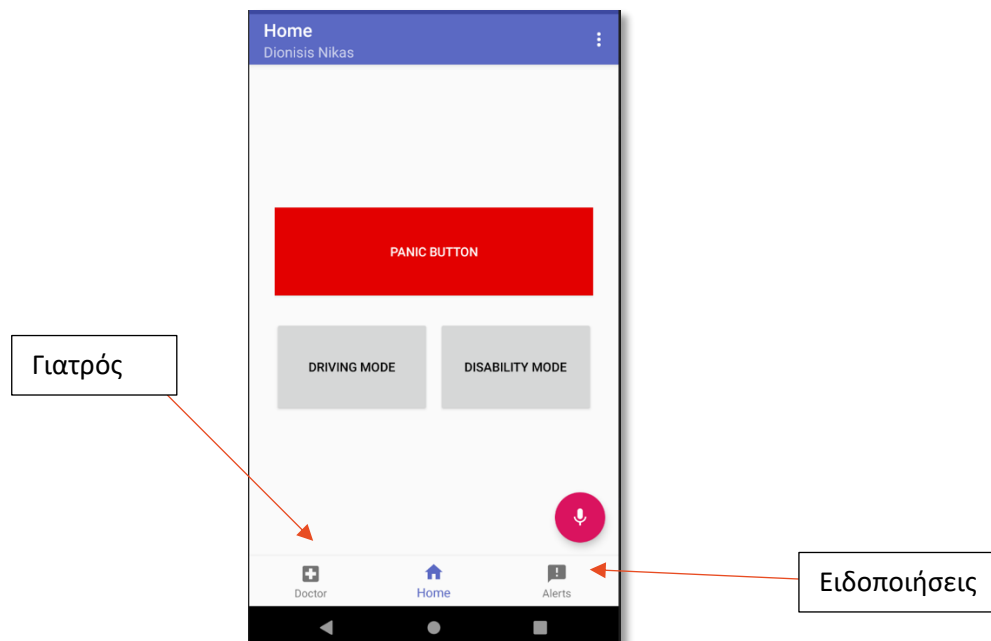 Home
Dionisis Nikas
PANIC BUTTON
Γιατρός
DRIVING MODE
DISABILITY MODE
Doctor
Home
Alerts
Ειδοποιήσεις